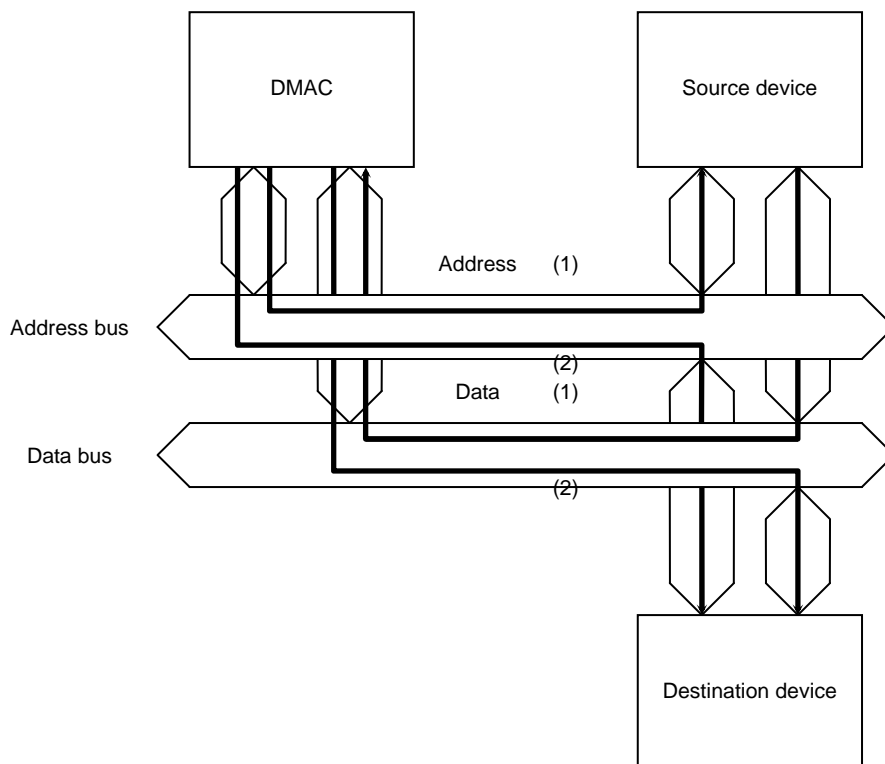 DMAC
Source device
Address (1)
Address bus
(2)
Data (1)
Data bus
(2)
Destination device